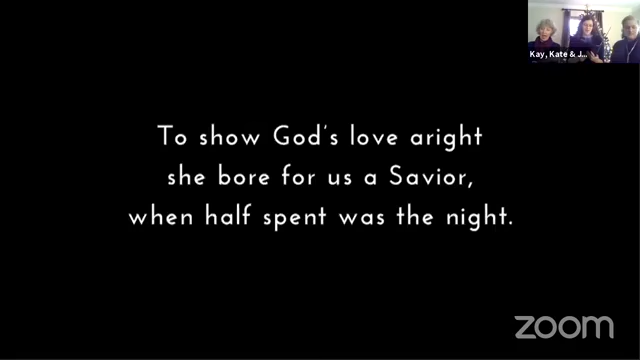 Kay, Kate & J...
To show God's love aright
she bore for us a Savior,
when half spent was the night.
zoom